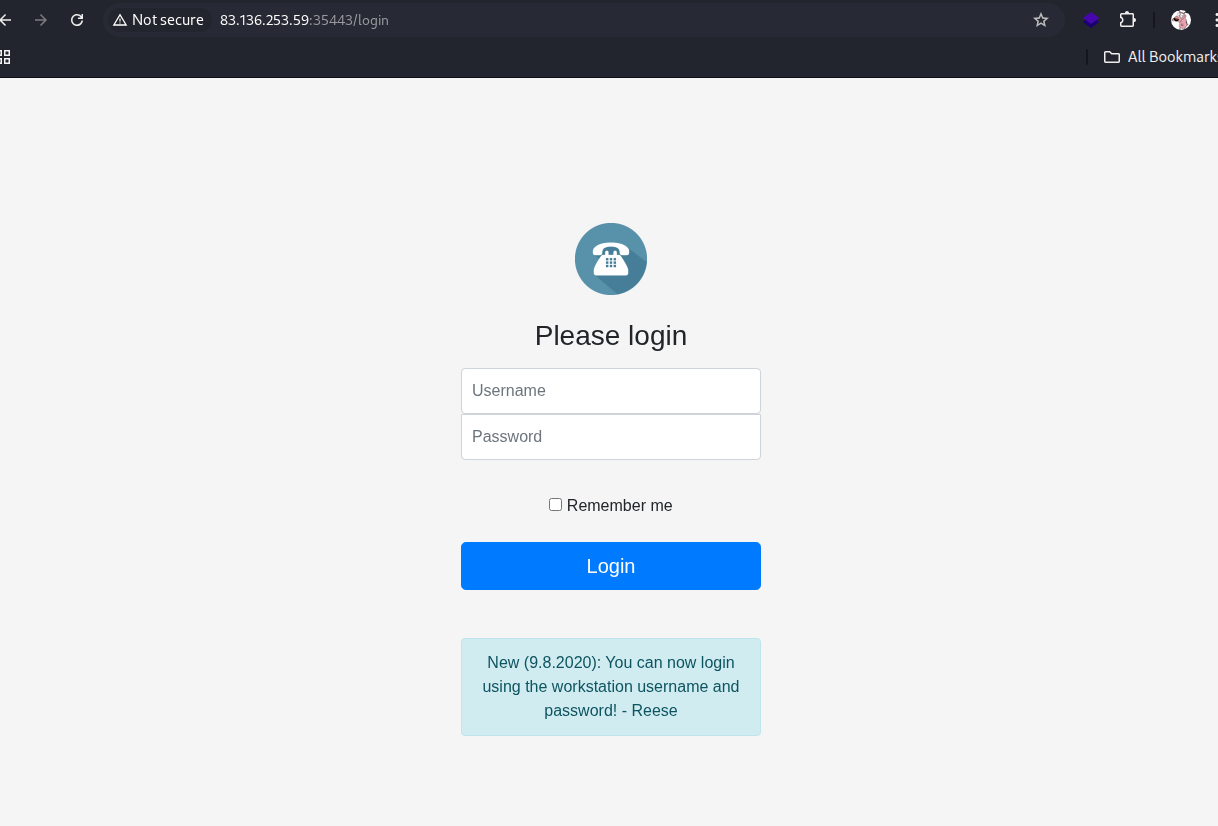 Not secure 83.136.253.59:35443/login
All Bookmark
Please login
Username
Password
Remember me
Login
New (9.8.2020): You can now login
using the workstation username and
password! - Reese